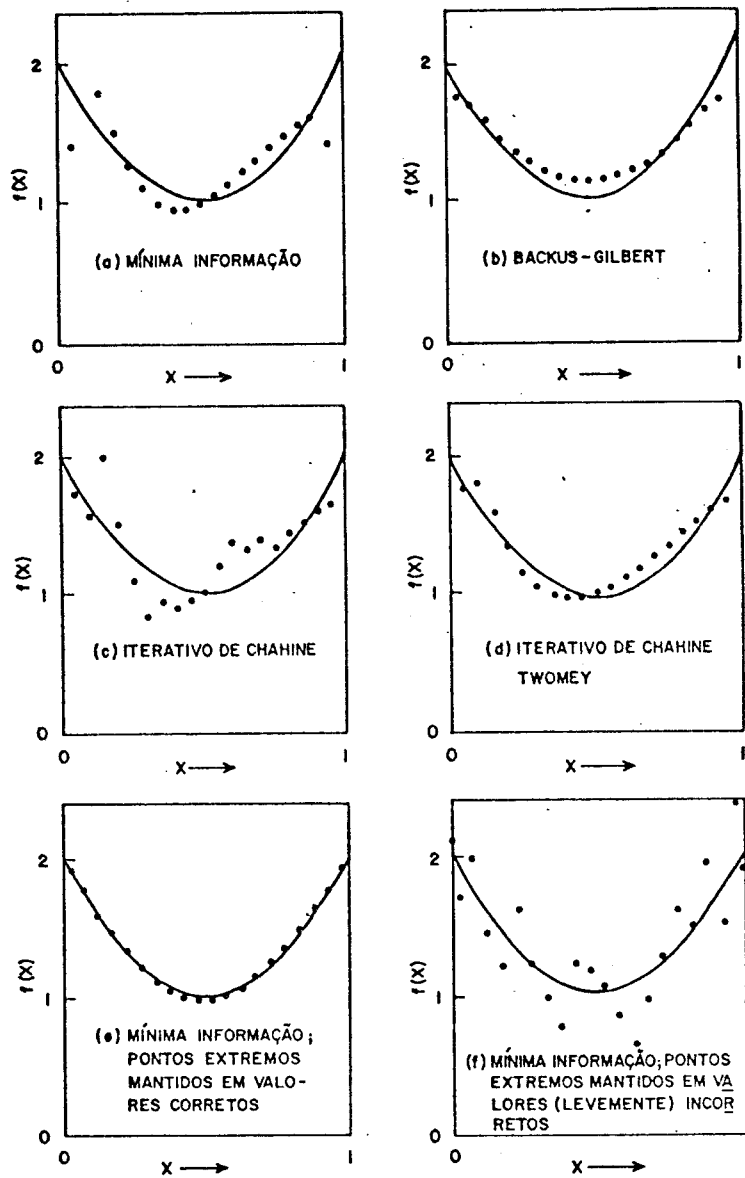 2
1
0
f(X)
(a) MÍNIMA INFORMAÇÃO
0
1
X
2
1
0
f(X)
(b) BACKUS-GILBERT
0
1
X
2
1
0
f(X)
(c) ITERATIVO DE CHAHINE
0
1
X
2
1
0
f(X)
(d) ITERATIVO DE CHAHINE
TWOMEY
0
1
X
2
1
0
f(X)
(e) MÍNIMA INFORMAÇÃO;
PONTOS EXTREMOS
MANTIDOS EM VALO-
RES CORRETOS
0
1
X
2
1
0
f(X)
(f) MÍNIMA INFORMAÇÃO; PONTOS
EXTREMOS MANTIDOS EM VA
LORES (LEVEMENTE) INCOR
RETOS
0
1
X